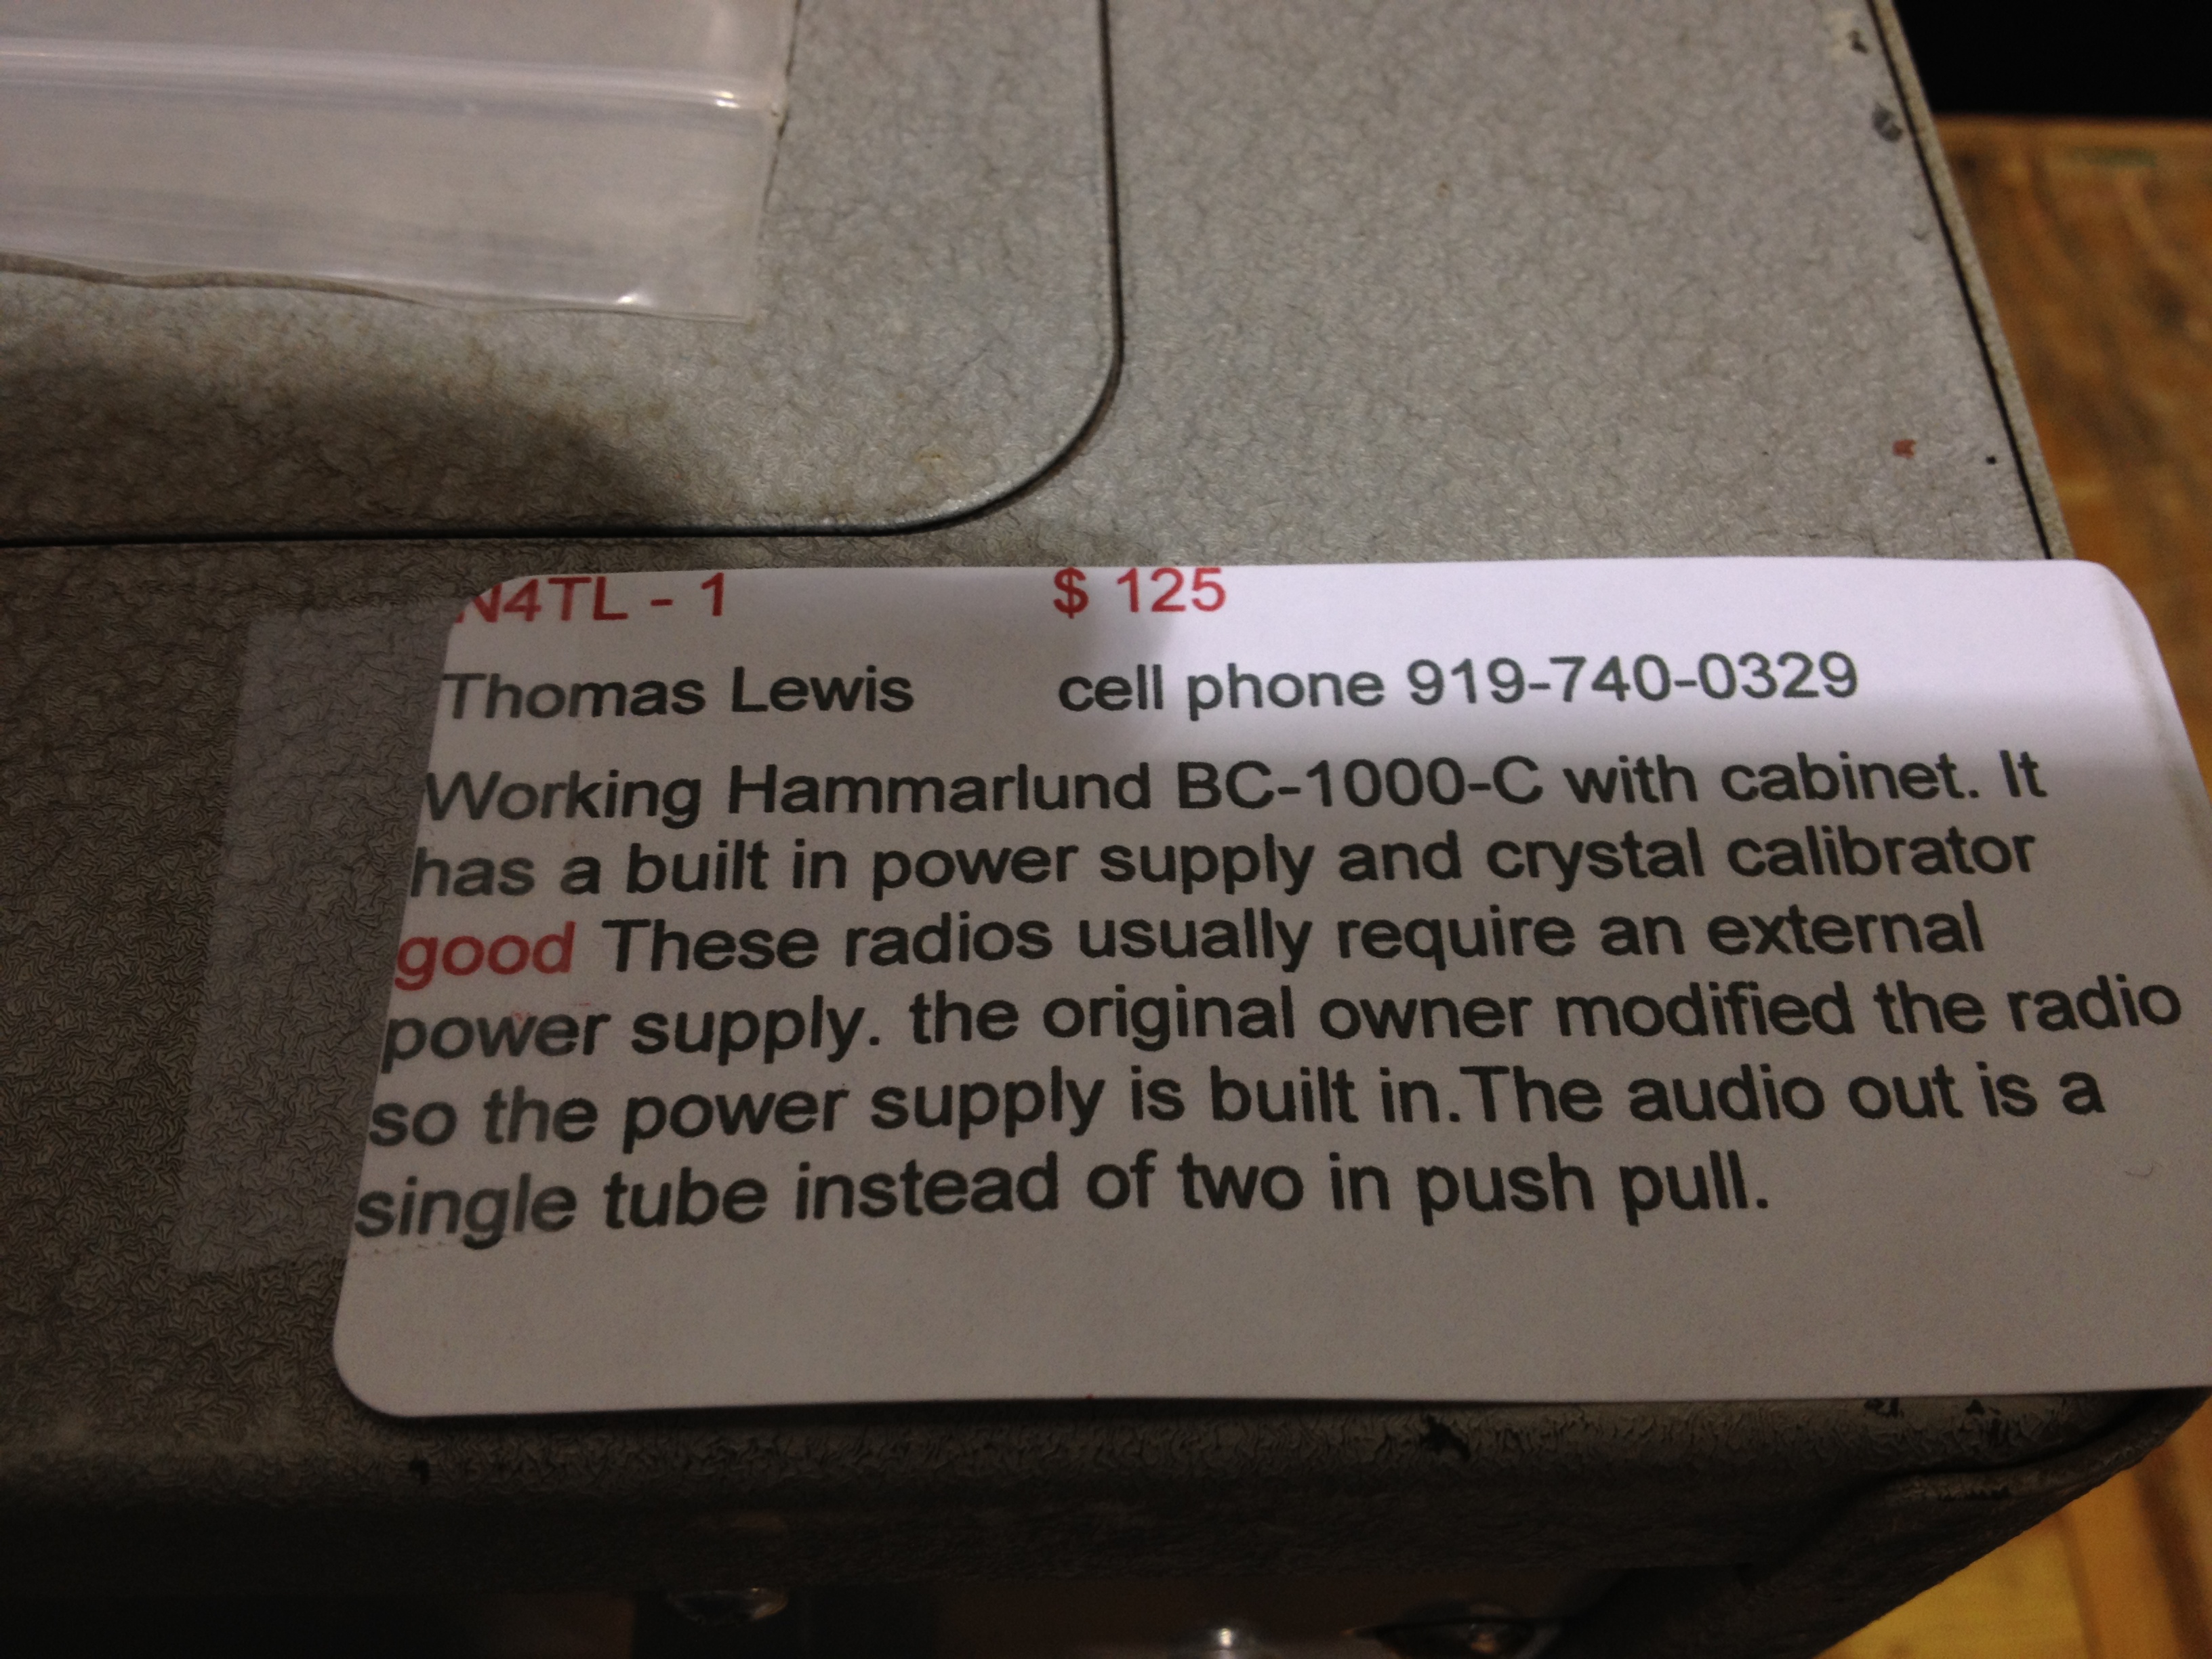 N4TL - 1 $ 125
Thomas Lewis cell phone 919-740-0329
Working Hammarlund BC-1000-C with cabinet. It
has a built in power supply and crystal calibrator
good These radios usually require an external
power supply. the original owner modified the radio
so the power supply is built in.The audio out is a
single tube instead of two in push pull.